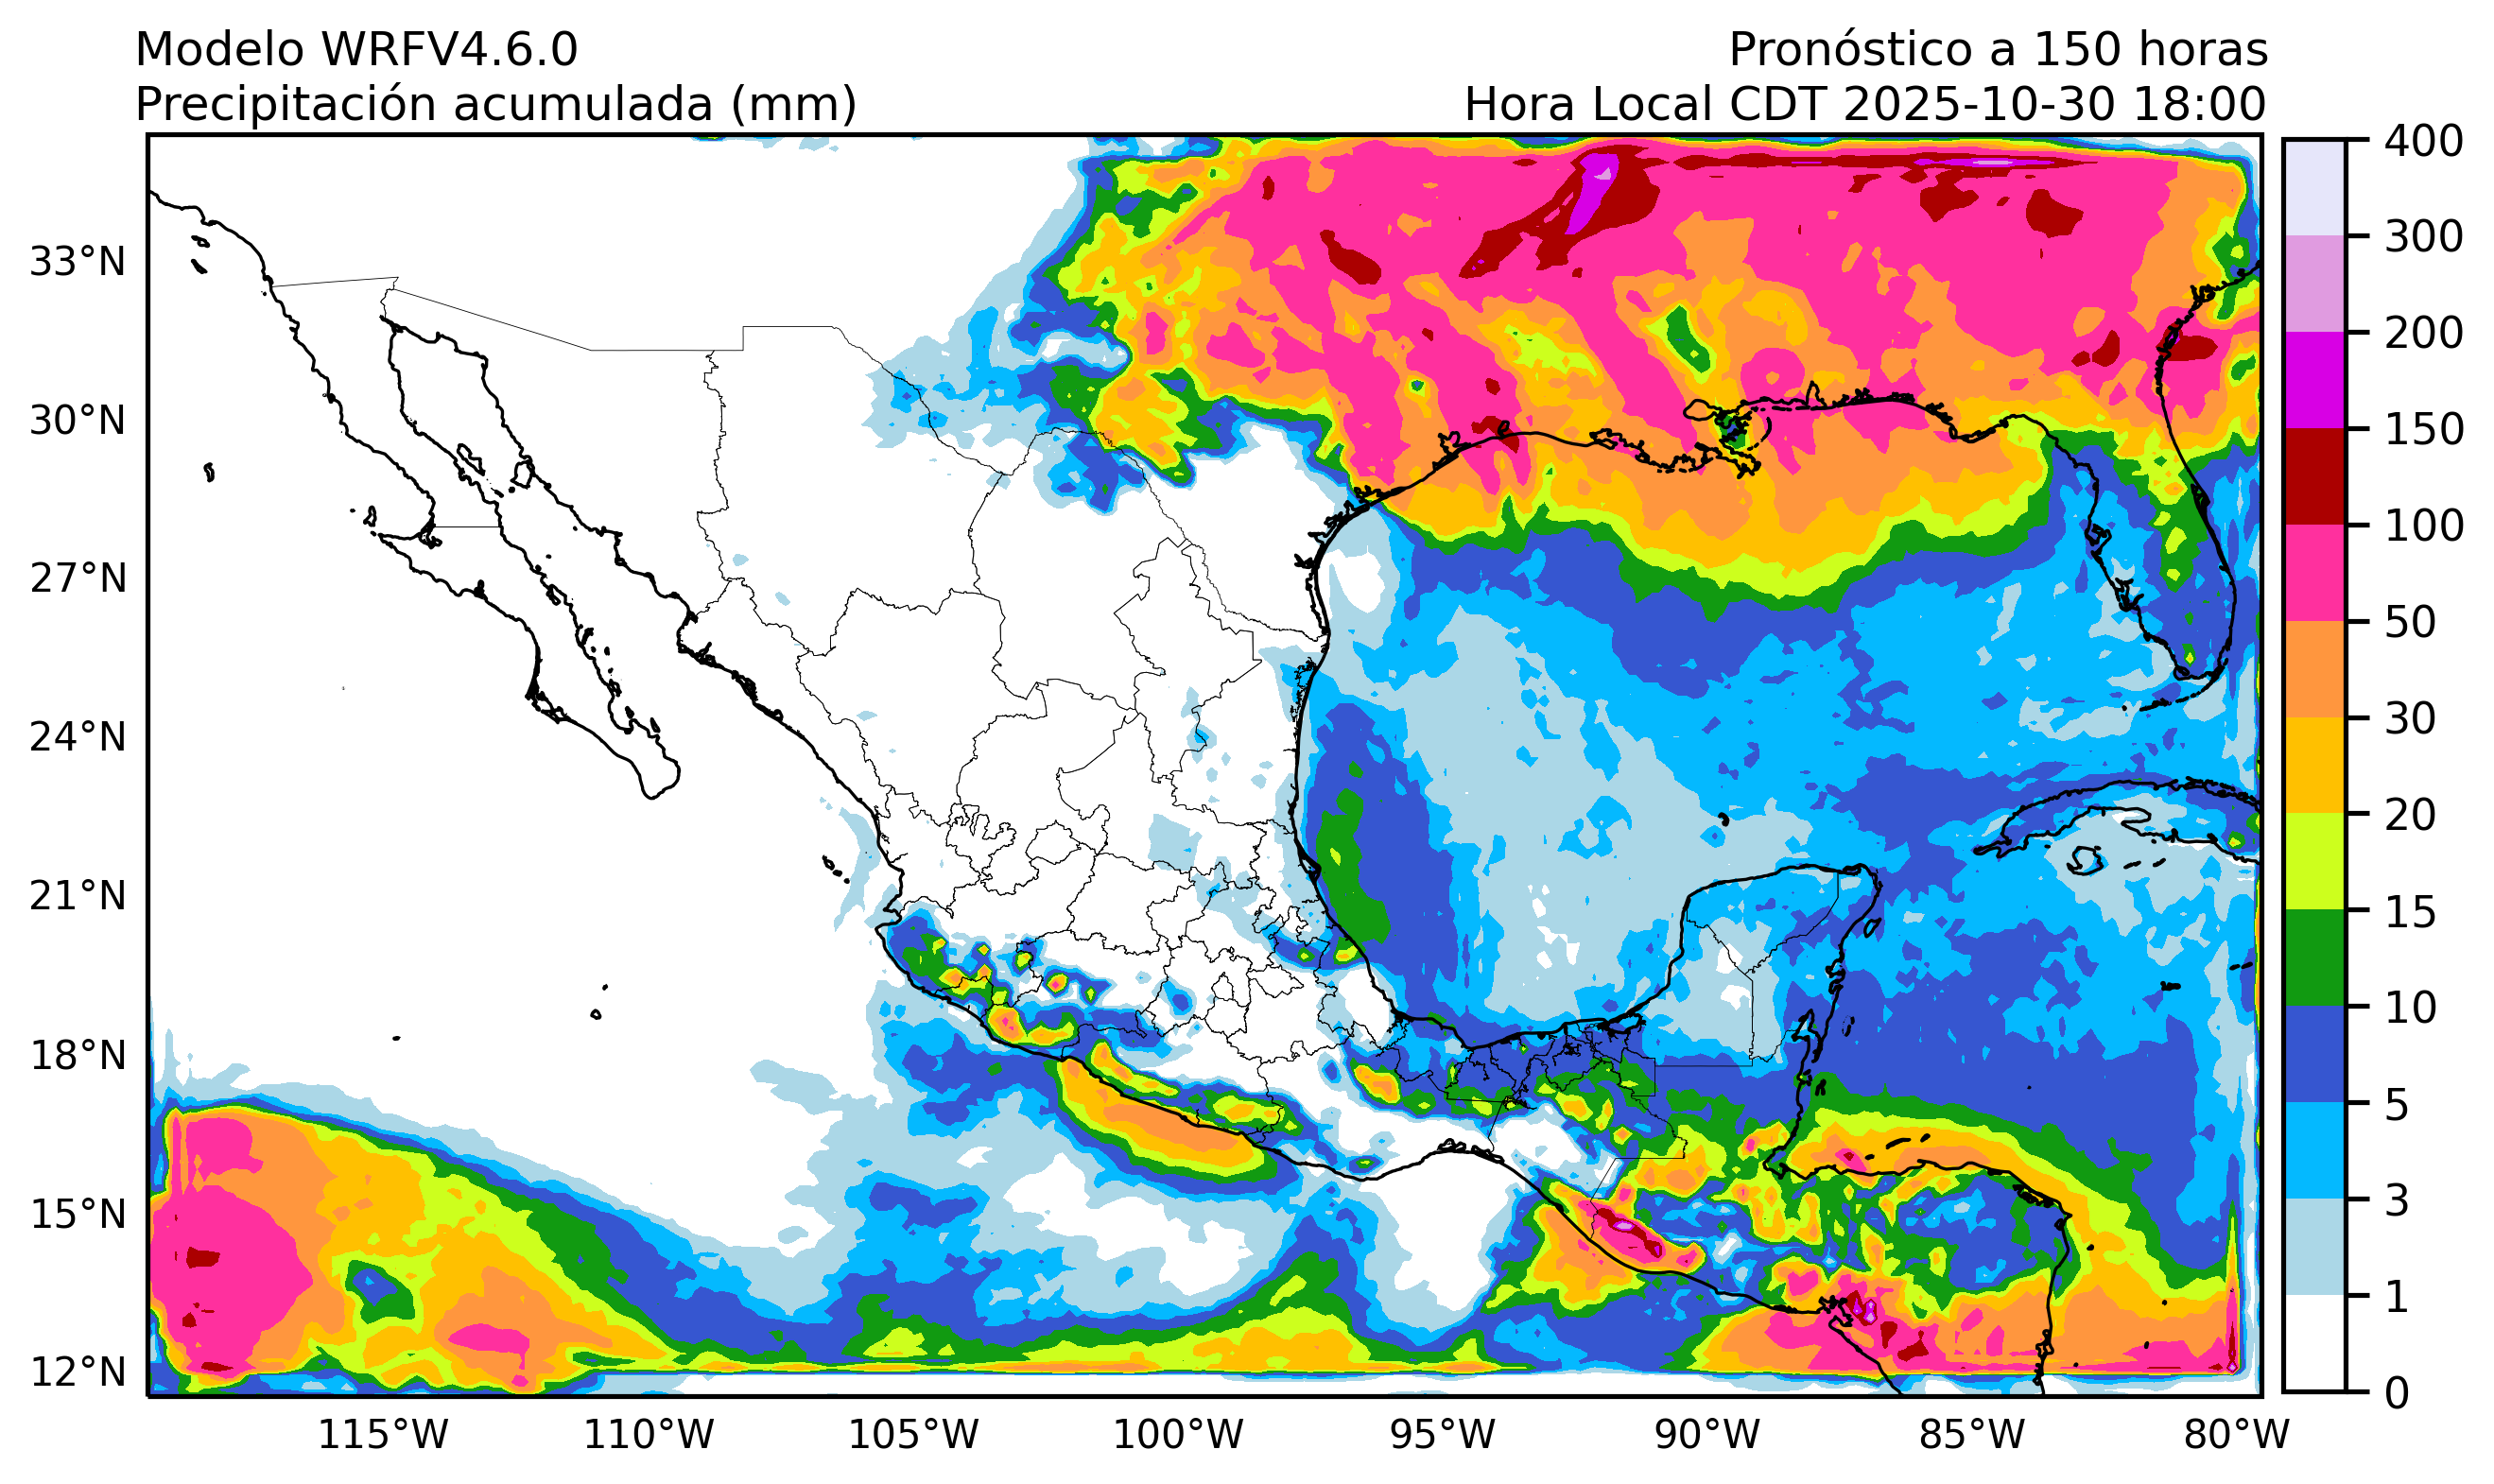 Modelo WRFV4.6.0
Pronóstico a 150 horas
Precipitación acumulada (mm)
Hora Local CDT 2025-10-30 18:00
33°N
30°N
27°N
24°N
21°N
18°N
15°N
12°N
115°W
110°W
105°W
100°W
95°W
90°W
85°W
80°W
400
300
200
150
100
50
30
20
15
10
5
3
1
0